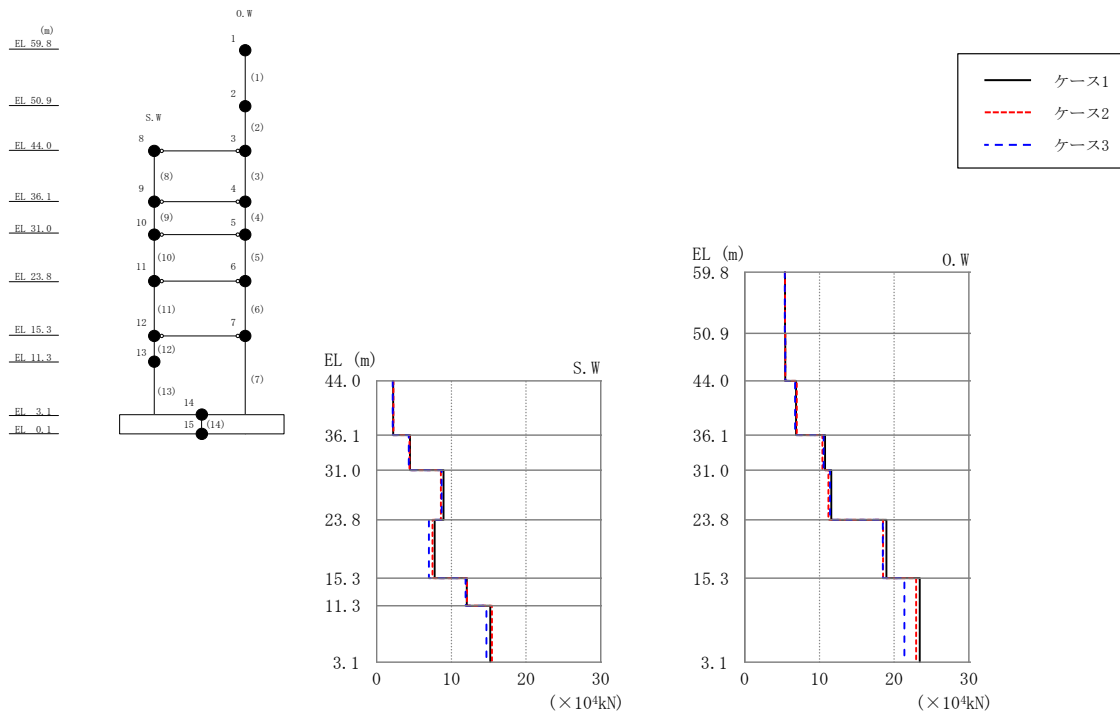 (m)
O.W
EL 59.8
1
(1)
EL 50.9
2
(2)
S.W
EL 44.0
8
3
(8)
(3)
EL 36.1
9
4
(9)
(4)
EL 31.0
10
5
(10)
(5)
EL 23.8
11
6
(11)
(6)
EL 15.3
12
7
(12)
EL 11.3
13
(13)
(7)
EL 3.1
14
EL 0.1
15
(14)
ケース1
ケース2
ケース3
EL (m)
S.W
44.0
36.1
31.0
23.8
15.3
11.3
3.1
0
10
20
30
(×10⁴kN)
EL (m)
O.W
59.8
50.9
44.0
36.1
31.0
23.8
15.3
3.1
0
10
20
30
(×10⁴kN)